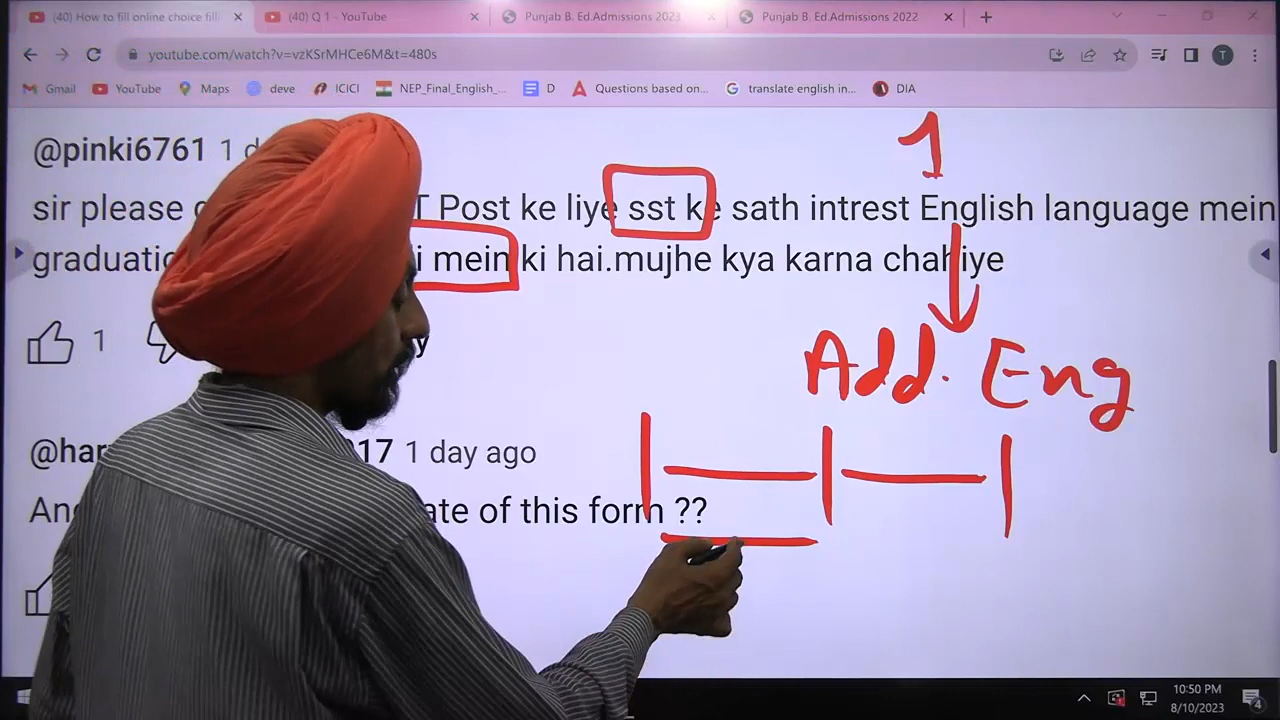 (40) How to fill online choice fill
(40) Q 1 - YouTube
Punjab B. Ed.Admissions 2023
Punjab B. Ed.Admissions 2022
youtube.com/watch?v=vzKSrMHCe6M&t=480s
T
Gmail
YouTube
Maps
deve
ICICI
NEP_Final_English_...
D
Questions based on...
translate english in...
DIA
1
@pinki6761 1 d
sir please T Post ke liye sst ke sath intrest English language mein
graduatio i mein ki hai.mujhe kya karna chahiye
1
y
Add. Eng
@har 17 1 day ago
An ate of this form ??
10:50 PM
8/10/2023
4